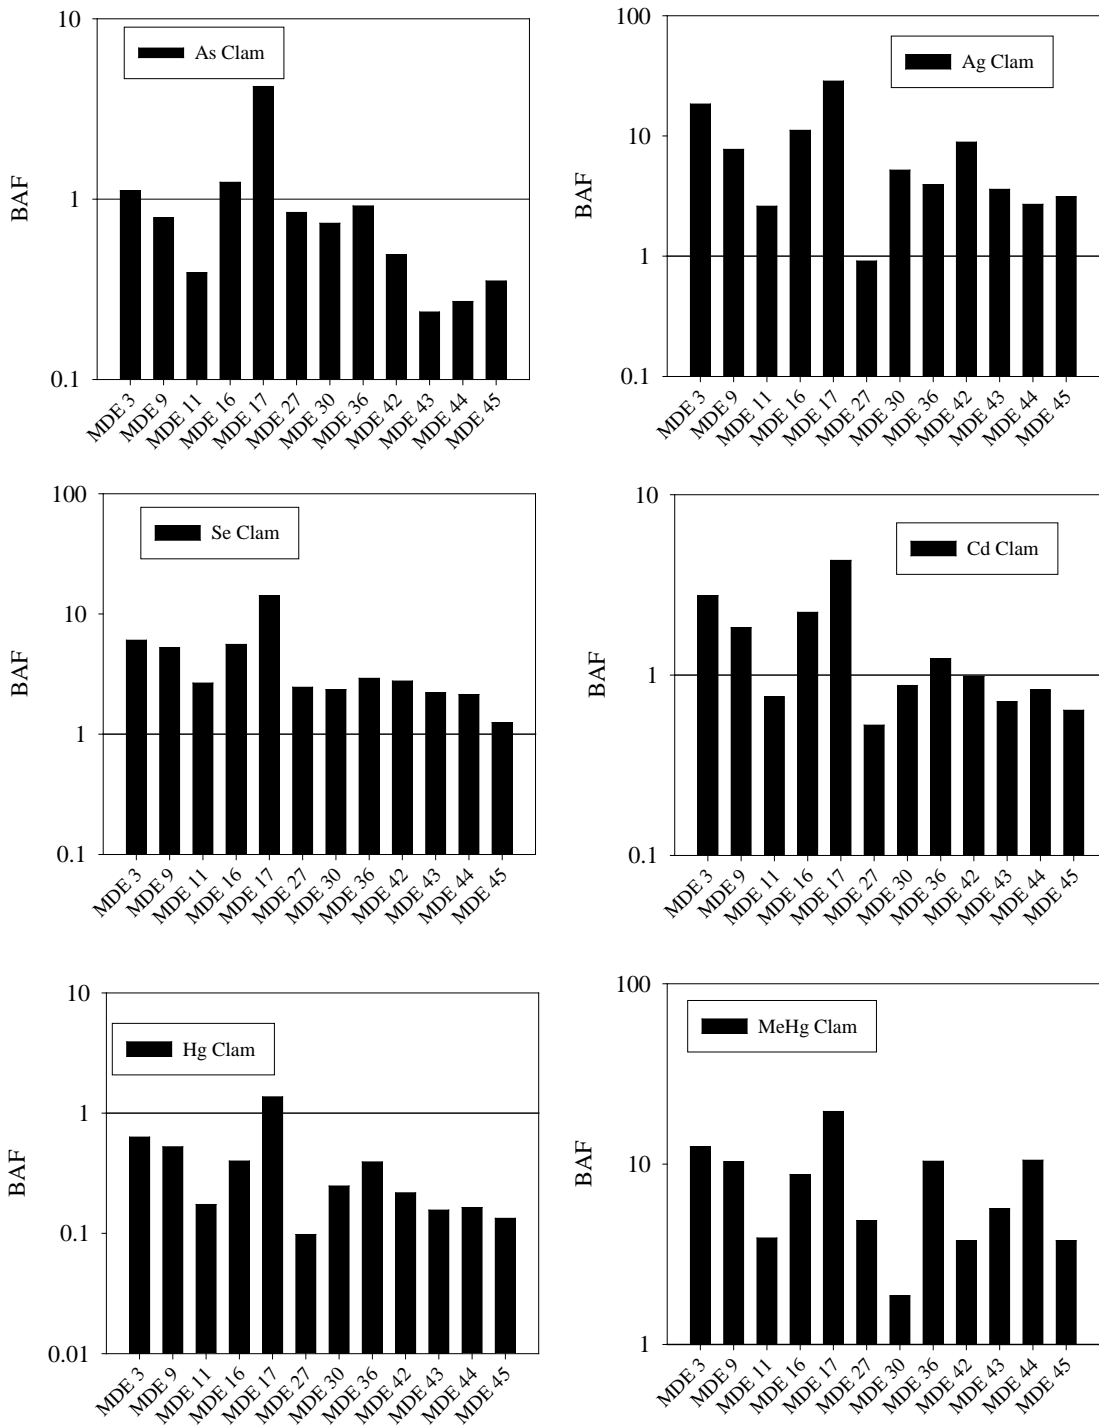 As Clam
10
1
0.1
BAF
MDE 3
MDE 9
MDE 11
MDE 16
MDE 17
MDE 27
MDE 30
MDE 36
MDE 42
MDE 43
MDE 44
MDE 45
Ag Clam
100
10
1
0.1
BAF
MDE 3
MDE 9
MDE 11
MDE 16
MDE 17
MDE 27
MDE 30
MDE 36
MDE 42
MDE 43
MDE 44
MDE 45
Se Clam
100
10
1
0.1
BAF
MDE 3
MDE 9
MDE 11
MDE 16
MDE 17
MDE 27
MDE 30
MDE 36
MDE 42
MDE 43
MDE 44
MDE 45
Cd Clam
10
1
0.1
BAF
MDE 3
MDE 9
MDE 11
MDE 16
MDE 17
MDE 27
MDE 30
MDE 36
MDE 42
MDE 43
MDE 44
MDE 45
Hg Clam
10
1
0.1
0.01
BAF
MDE 3
MDE 9
MDE 11
MDE 16
MDE 17
MDE 27
MDE 30
MDE 36
MDE 42
MDE 43
MDE 44
MDE 45
MeHg Clam
100
10
1
BAF
MDE 3
MDE 9
MDE 11
MDE 16
MDE 17
MDE 27
MDE 30
MDE 36
MDE 42
MDE 43
MDE 44
MDE 45